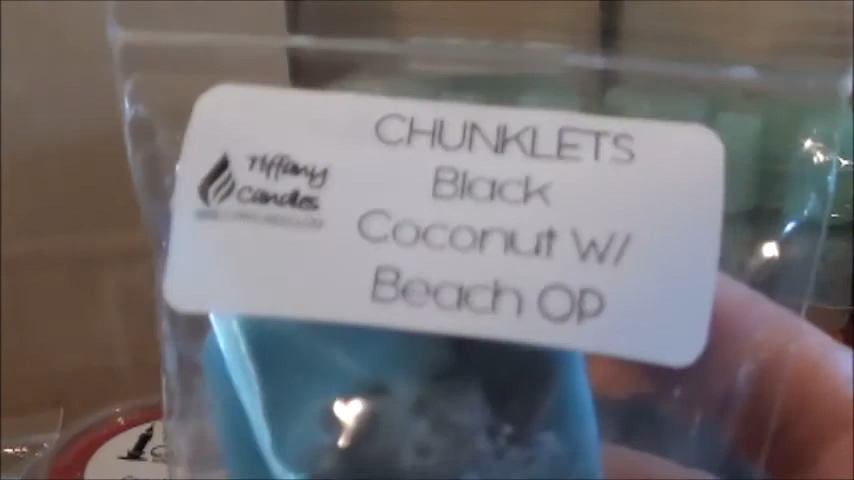 CHUNKLETS
Tiffany
Candles
Black
Coconut W/
Beach OP